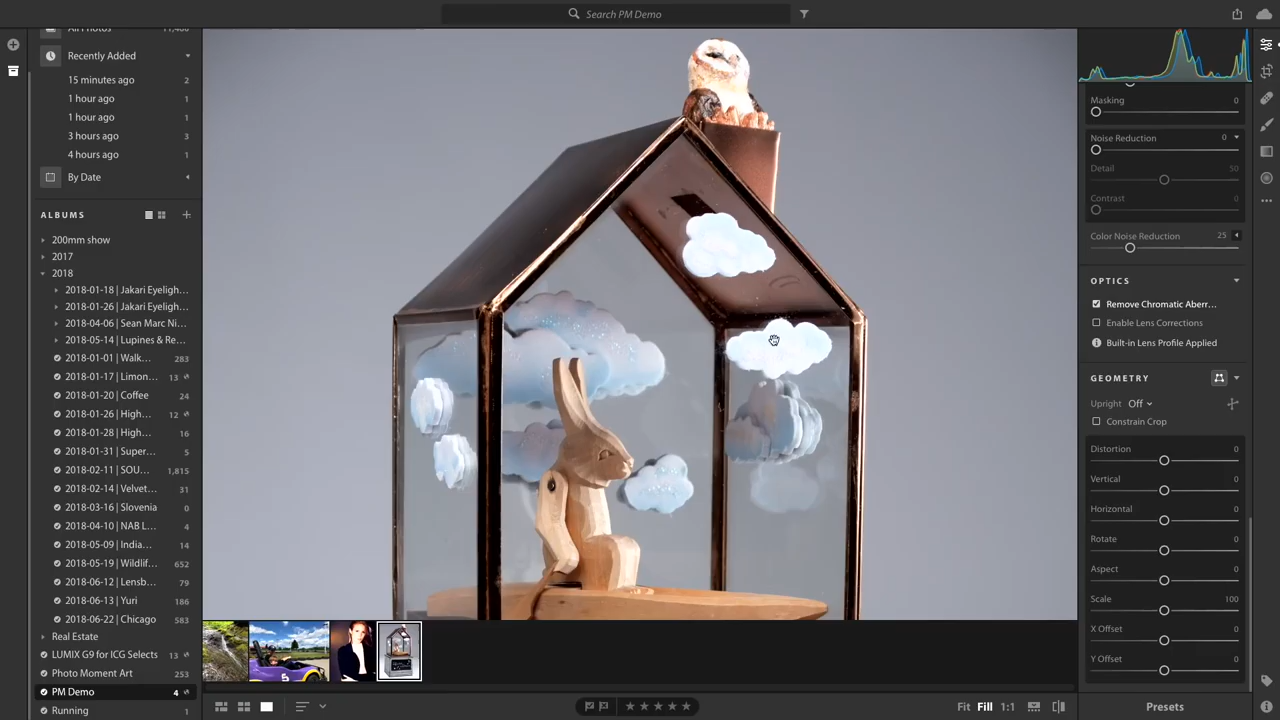 Search PM Demo
All Photos 11,486
Recently Added
15 minutes ago 2
1 hour ago 1
1 hour ago 1
3 hours ago 3
4 hours ago 1
By Date
ALBUMS
200mm show
2017
2018
2018-01-18 | Jakari Eyeligh...
2018-01-26 | Jakari Eyeligh...
2018-04-06 | Sean Marc Ni...
2018-05-14 | Lupines & Re...
2018-01-01 | Walk... 283
2018-01-17 | Limon... 13
2018-01-20 | Coffee 24
2018-01-26 | High... 12
2018-01-28 | High... 16
2018-01-31 | Super... 5
2018-02-11 | SOU... 1,815
2018-02-14 | Velvet... 31
2018-03-16 | Slovenia 0
2018-04-10 | NAB L... 4
2018-05-09 | India... 14
2018-05-19 | Wildlif... 652
2018-06-12 | Lensb... 79
2018-06-13 | Yuri 186
2018-06-22 | Chicago 583
Real Estate
LUMIX G9 for ICG Selects 13
Photo Moment Art 253
PM Demo 4
Running 1
Masking 0
Noise Reduction 0
Detail 50
Contrast 0
Color Noise Reduction 25
OPTICS
Remove Chromatic Aberr...
Enable Lens Corrections
Built-in Lens Profile Applied
GEOMETRY
Upright Off
Constrain Crop
Distortion 0
Vertical 0
Horizontal 0
Rotate 0
Aspect 0
Scale 100
X Offset 0
Y Offset 0
Fit Fill 1:1
Presets